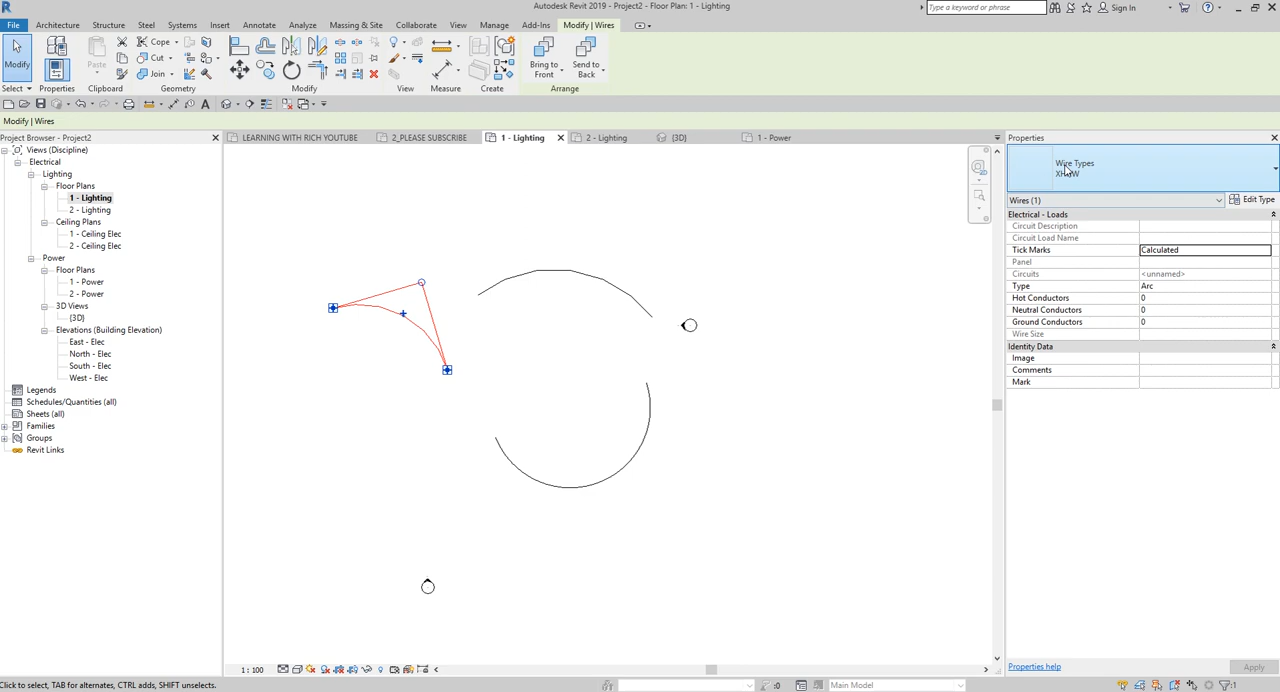 Autodesk Revit 2019 - Project2 - Floor Plan: 1 - Lighting
Type a keyword or phrase
Sign In
File Architecture Structure Steel Systems Insert Annotate Analyze Massing & Site Collaborate View Manage Add-Ins Modify | Wires
Modify
Paste
Cope
Cut
Join
Bring to Front
Send to Back
Select Properties Clipboard Geometry Modify View Measure Create Arrange
Modify | Wires
Project Browser - Project2
LEARNING WITH RICH YOUTUBE
2_PLEASE SUBSCRIBE
1 - Lighting
2 - Lighting
{3D}
1 - Power
Views (Discipline)
Electrical
Lighting
Floor Plans
1 - Lighting
2 - Lighting
Ceiling Plans
1 - Ceiling Elec
2 - Ceiling Elec
Power
Floor Plans
1 - Power
2 - Power
3D Views
{3D}
Elevations (Building Elevation)
East - Elec
North - Elec
South - Elec
West - Elec
Legends
Schedules/Quantities (all)
Sheets (all)
Families
Groups
Revit Links
Properties
Wire Types
Wires (1)
Edit Type
Electrical - Loads
Circuit Description
Circuit Load Name
Tick Marks Calculated
Panel
Circuits <unnamed>
Type Arc
Hot Conductors 0
Neutral Conductors 0
Ground Conductors 0
Wire Size
Identity Data
Image
Comments
Mark
Properties help
Apply
1 : 100
Click to select, TAB for alternates, CTRL adds, SHIFT unselects.
:0
Main Model
:1